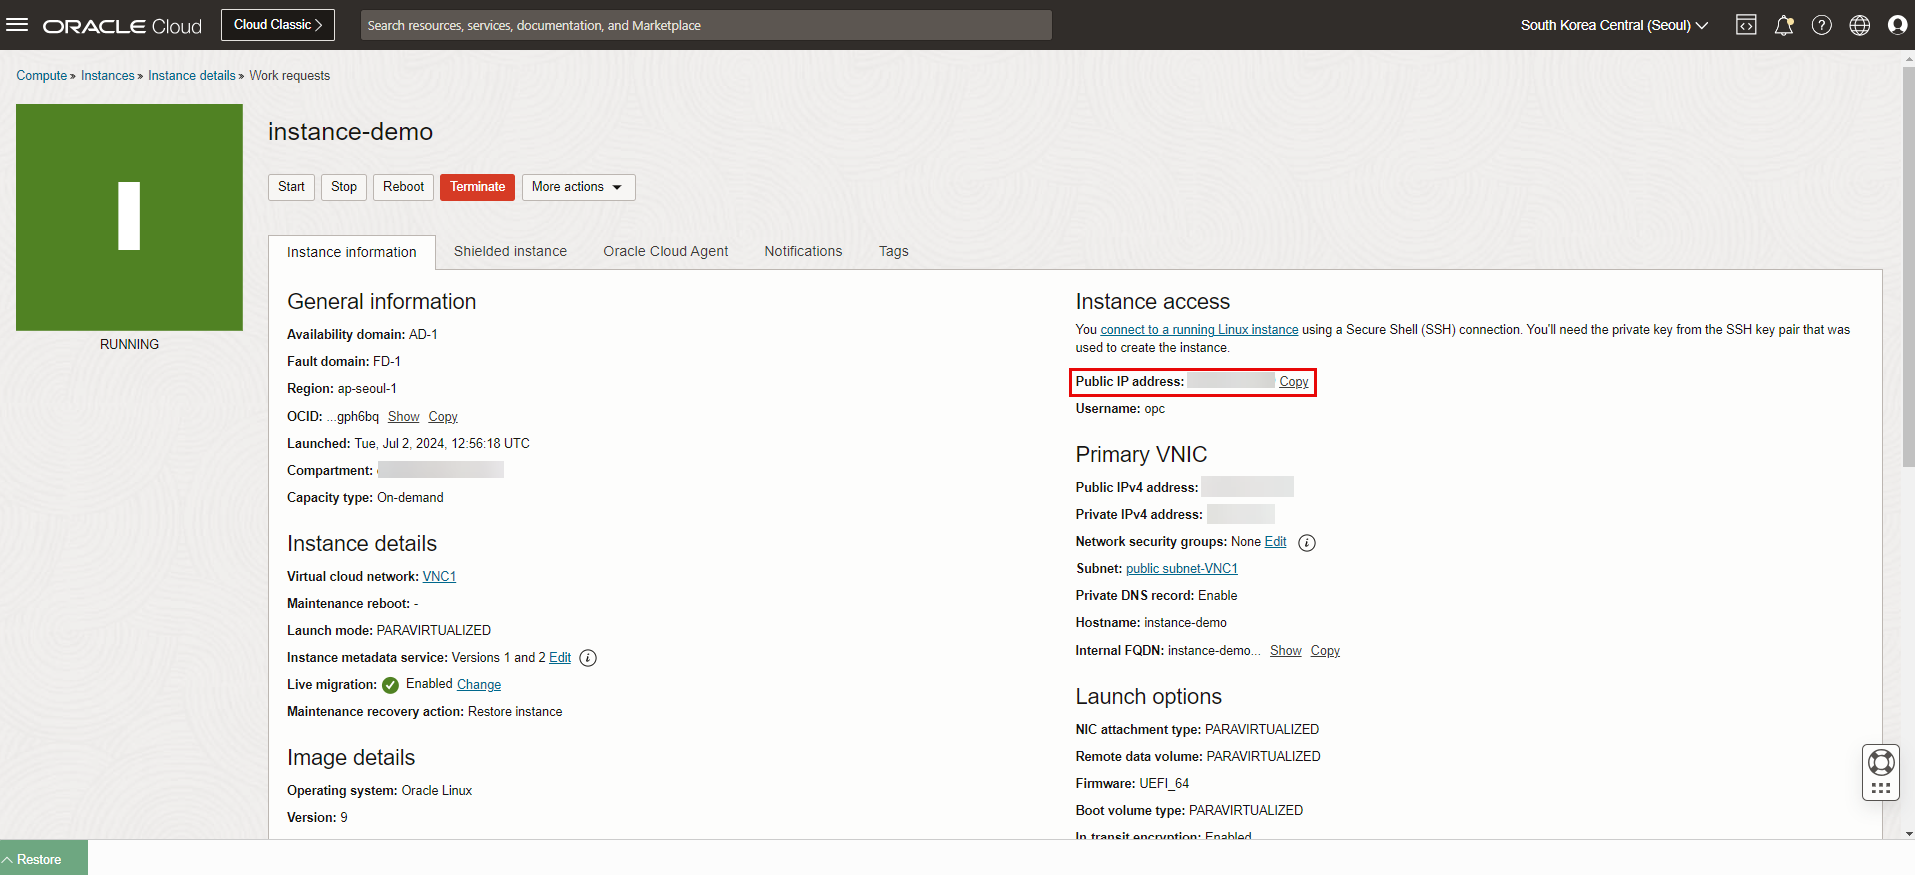 ORACLE Cloud
Cloud Classic
Search resources, services, documentation, and Marketplace
South Korea Central (Seoul)
Compute » Instances » Instance details » Work requests
RUNNING
instance-demo
Start Stop Reboot Terminate More actions
Instance information Shielded instance Oracle Cloud Agent Notifications Tags
General information
Availability domain: AD-1
Fault domain: FD-1
Region: ap-seoul-1
OCID: ...gph6bq Show Copy
Launched: Tue, Jul 2, 2024, 12:56:18 UTC
Compartment:
Capacity type: On-demand
Instance details
Virtual cloud network: VNC1
Maintenance reboot: -
Launch mode: PARAVIRTUALIZED
Instance metadata service: Versions 1 and 2 Edit
Live migration: Enabled Change
Maintenance recovery action: Restore instance
Image details
Operating system: Oracle Linux
Version: 9
Instance access
You connect to a running Linux instance using a Secure Shell (SSH) connection. You'll need the private key from the SSH key pair that was
used to create the instance.
Public IP address: Copy
Username: opc
Primary VNIC
Public IPv4 address:
Private IPv4 address:
Network security groups: None Edit
Subnet: public subnet-VNC1
Private DNS record: Enable
Hostname: instance-demo
Internal FQDN: instance-demo... Show Copy
Launch options
NIC attachment type: PARAVIRTUALIZED
Remote data volume: PARAVIRTUALIZED
Firmware: UEFI_64
Boot volume type: PARAVIRTUALIZED
In-transit encryption: Enabled
Restore